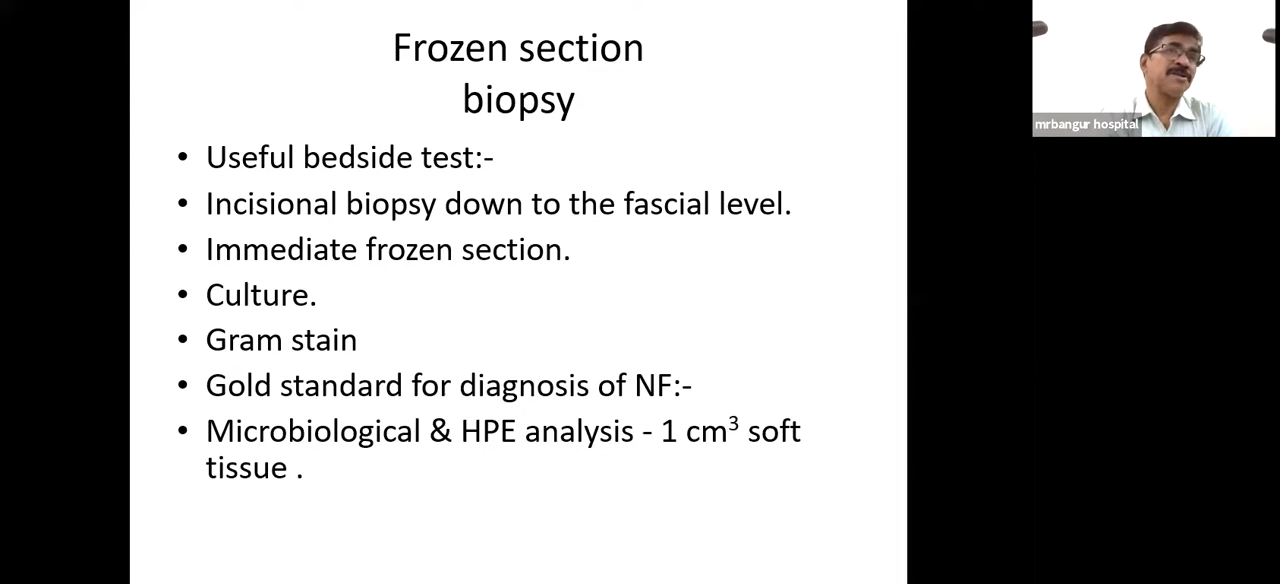 Frozen section
biopsy
• Useful bedside test:-
• Incisional biopsy down to the fascial level.
• Immediate frozen section.
• Culture.
• Gram stain
• Gold standard for diagnosis of NF:-
• Microbiological & HPE analysis - 1 cm³ soft
tissue .
mrbangur hospital